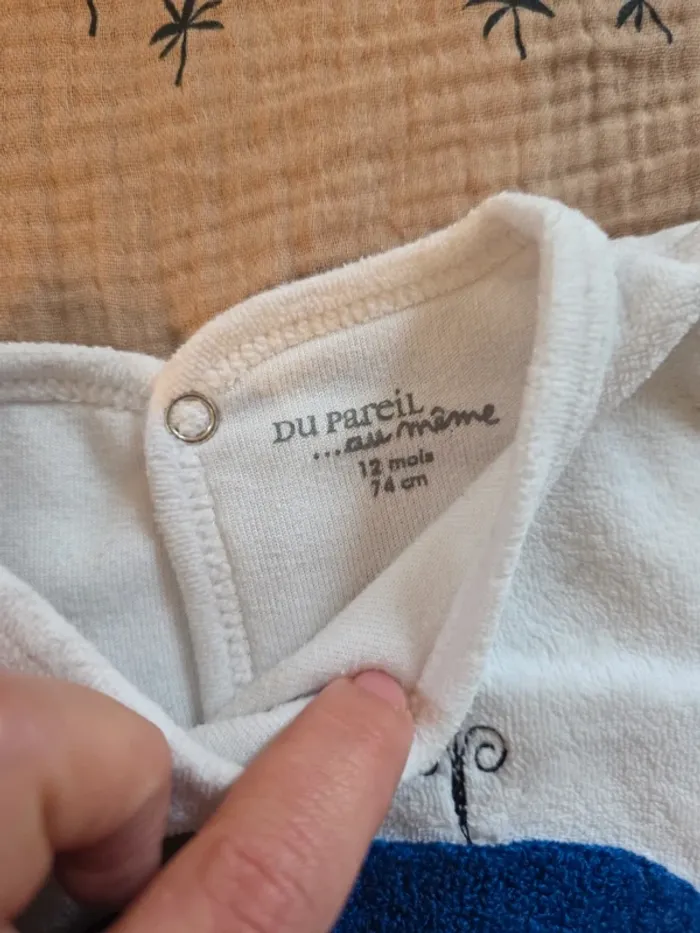 DU PAREIL
...au même
12 mois
74 cm